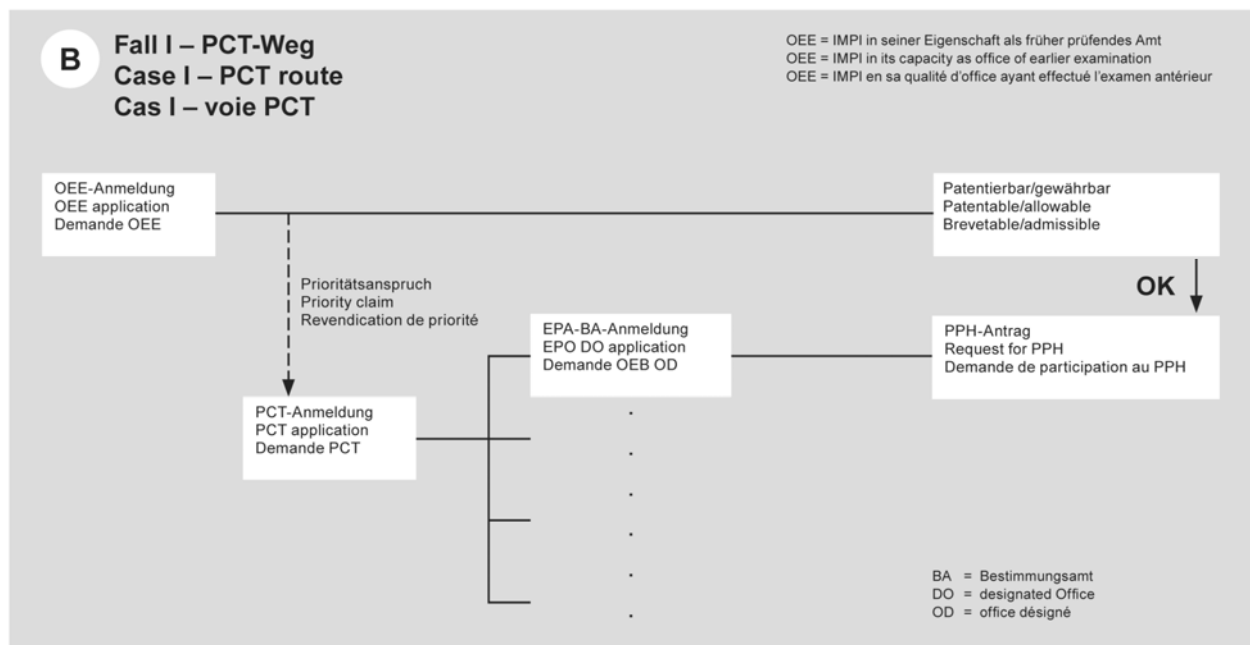 B
Fall I – PCT-Weg
Case I – PCT route
Cas I – voie PCT
OEE = IMPI in seiner Eigenschaft als früher prüfendes Amt
OEE = IMPI in its capacity as office of earlier examination
OEE = IMPI en sa qualité d'office ayant effectué l'examen antérieur
OEE-Anmeldung
OEE application
Demande OEE
Patentierbar/gewährbar
Patentable/allowable
Brevetable/admissible
Prioritätsanspruch
Priority claim
Revendication de priorité
OK
EPA-BA-Anmeldung
EPO DO application
Demande OEB OD
PPH-Antrag
Request for PPH
Demande de participation au PPH
PCT-Anmeldung
PCT application
Demande PCT
BA = Bestimmungsamt
DO = designated Office
OD = office désigné